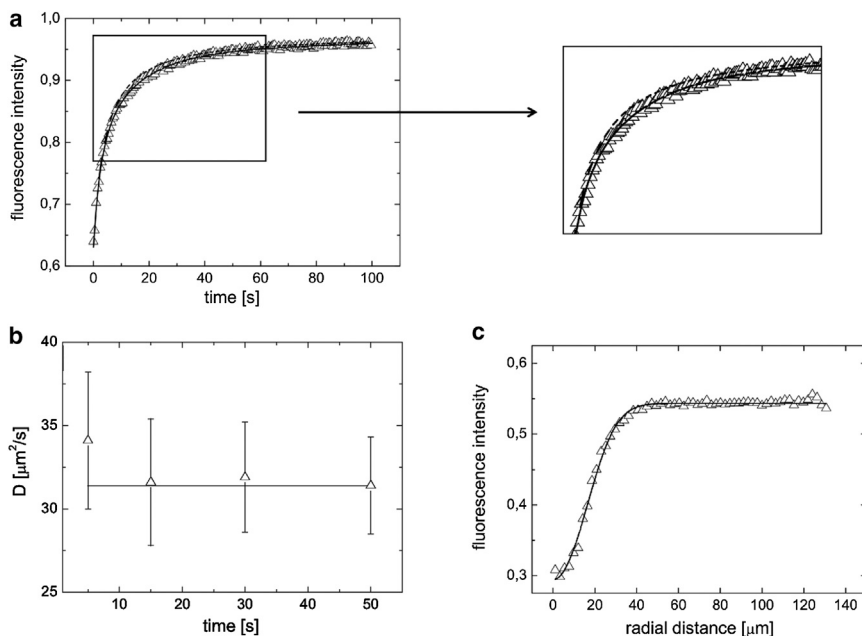 a
fluorescence intensity
1,0
0,9
0,8
0,7
0,6
0 20 40 60 80 100
time [s]
b
D [μm²/s]
40
35
30
25
10 20 30 40 50
time [s]
c
fluorescence intensity
0,6
0,5
0,4
0,3
0 20 40 60 80 100 120 140
radial distance [μm]